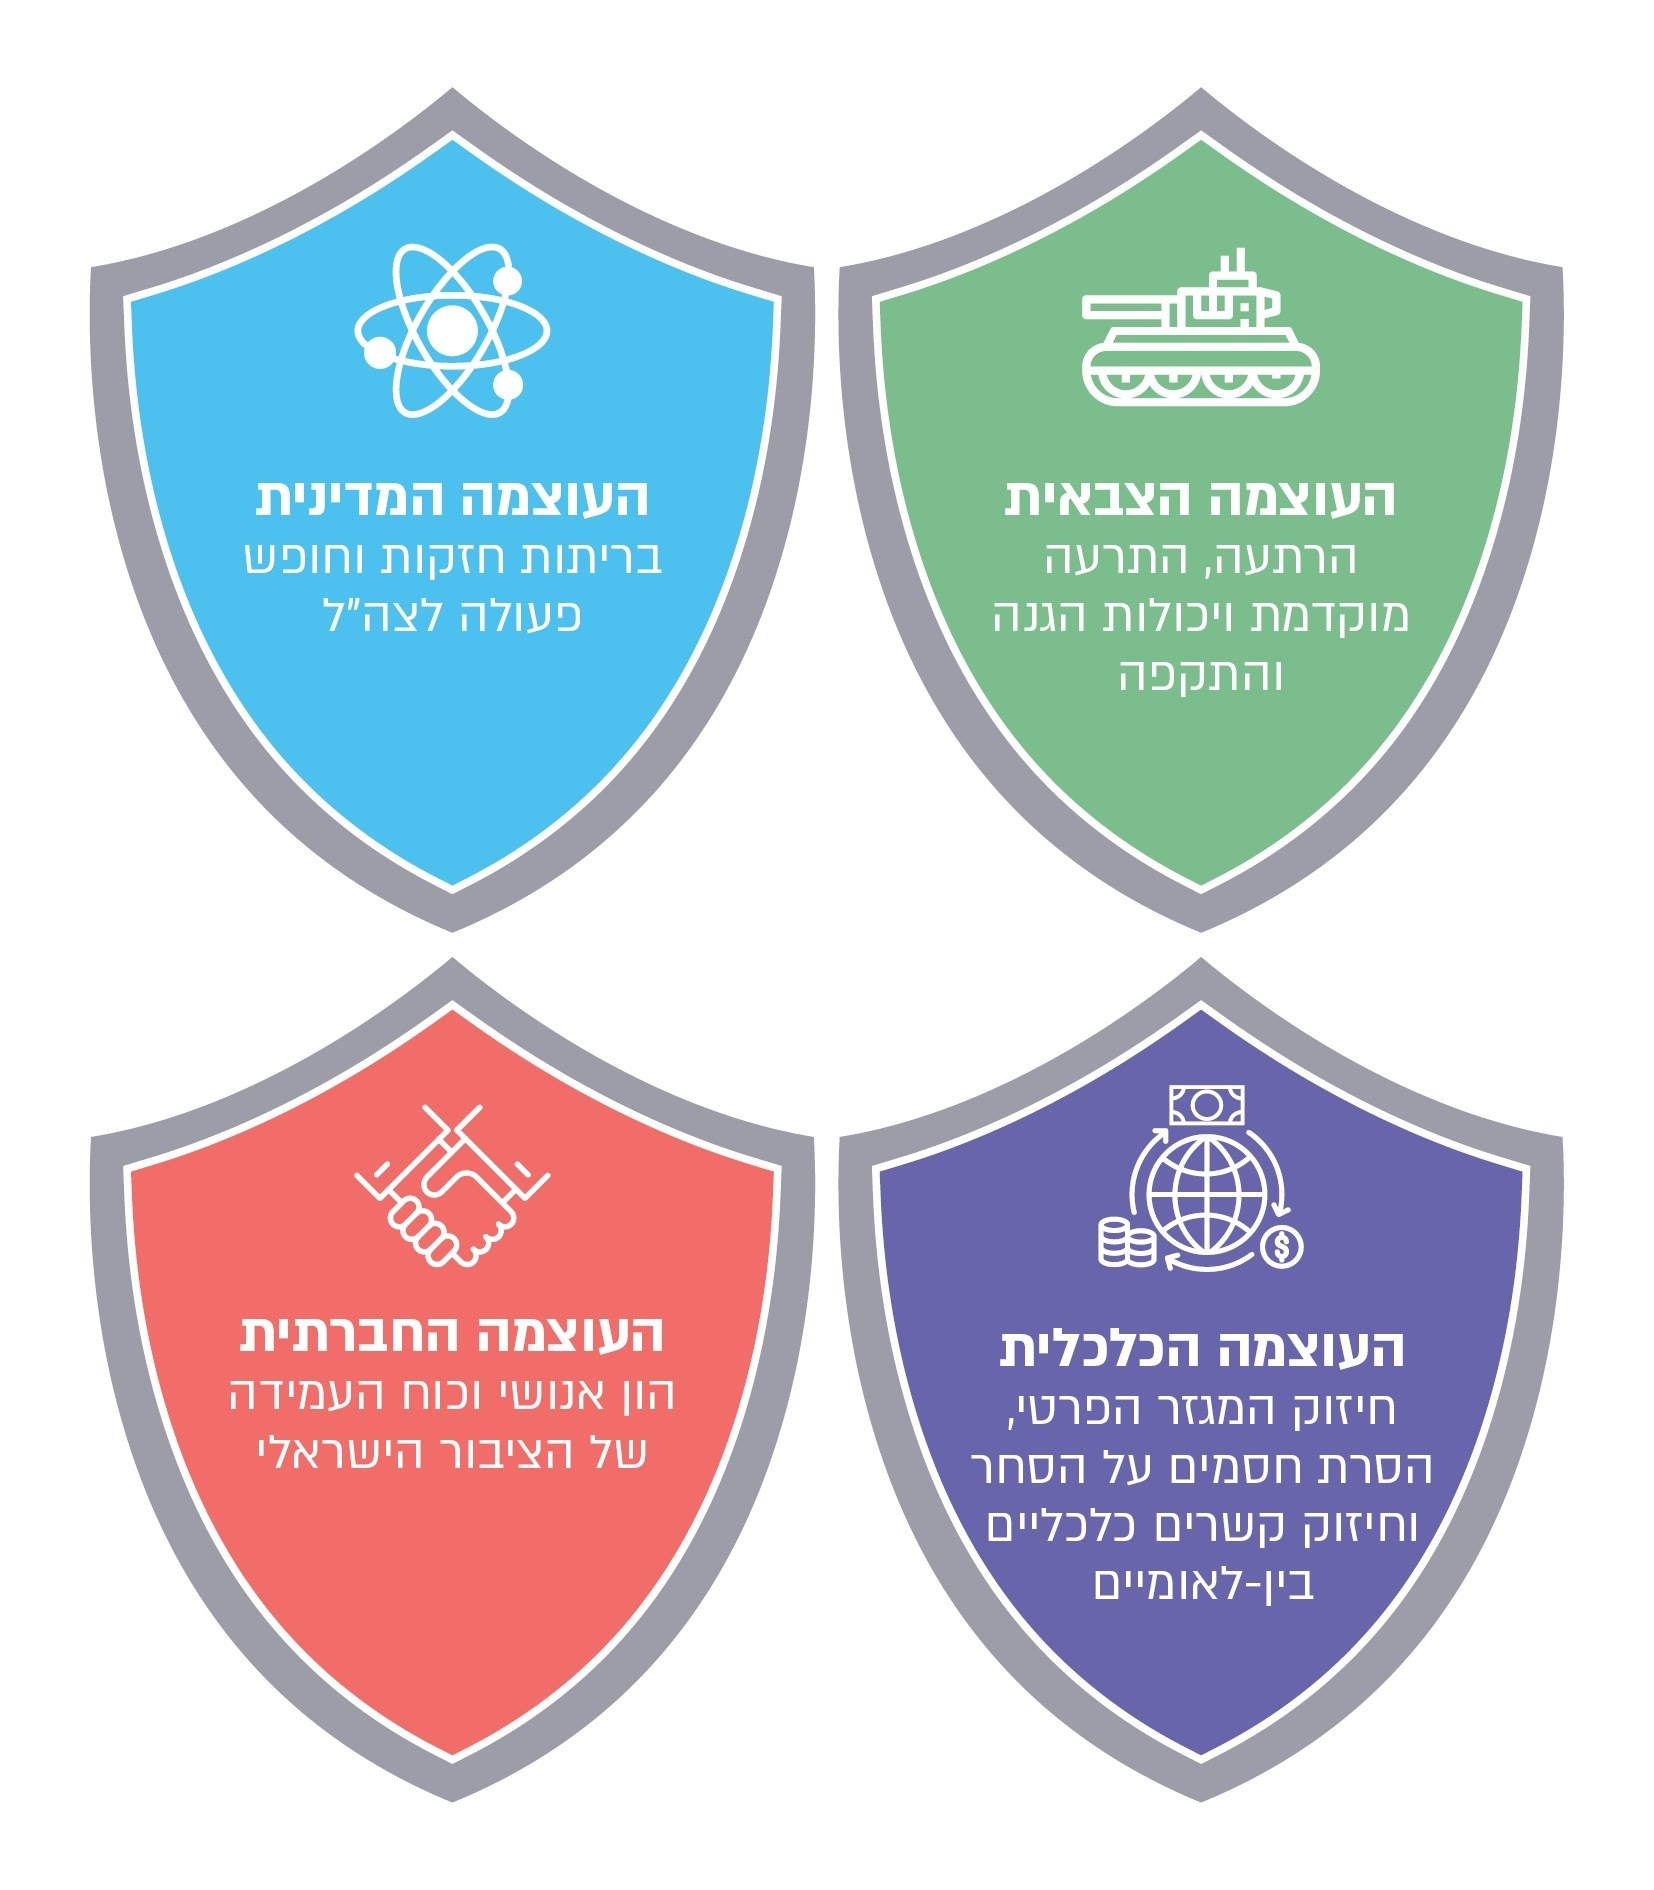 העוצמה הצבאית
הרתעה, התרעה
מוקדמת ויכולות הגנה
והתקפה
העוצמה המדינית
בריתות חזקות וחופש
פעולה לצה"ל
העוצמה הכלכלית
חיזוק המגזר הפרטי,
הסרת חסמים על הסחר
וחיזוק קשרים כלכליים
בין-לאומיים
$
העוצמה החברתית
הון אנושי וכוח העמידה
של הציבור הישראלי